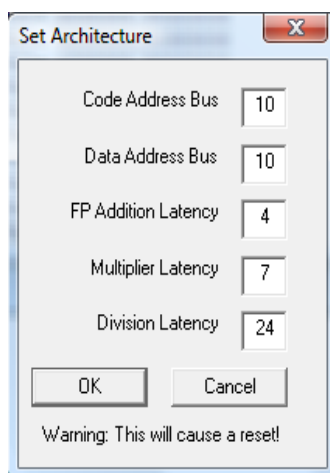 Set Architecture
Code Address Bus 10
Data Address Bus 10
FP Addition Latency 4
Multiplier Latency 7
Division Latency 24
OK Cancel
Warning: This will cause a reset!